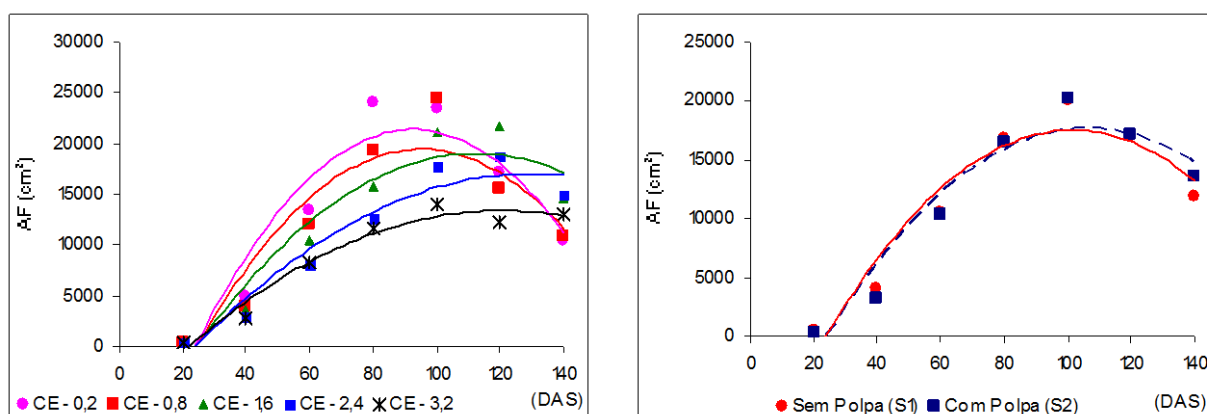 30000
25000
20000
15000
10000
5000
0
AF (cm²)
0 20 40 60 80 100 120 140
(DAS)
CE - 0,2 CE - 0,8 CE - 1,6 CE - 2,4 CE - 3,2
25000
20000
15000
10000
5000
0
AF (cm²)
0 20 40 60 80 100 120 140
(DAS)
Sem Polpa (S1) Com Polpa (S2)